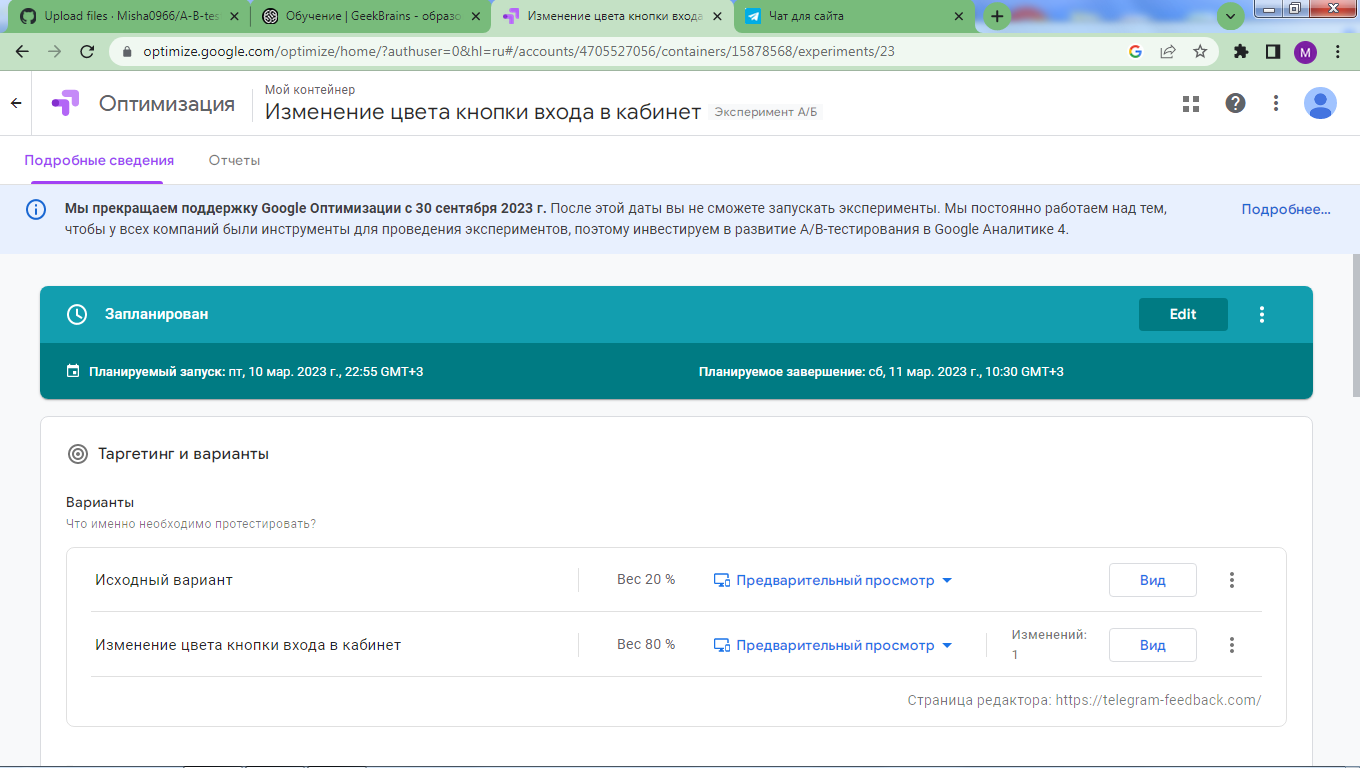 Upload files · Misha0966/A-B-tes
Обучение | GeekBrains - образо
Изменение цвета кнопки входа
Чат для сайта
optimize.google.com/optimize/home/?authuser=0&hl=ru#/accounts/4705527056/containers/15878568/experiments/23
M
Оптимизация
Мой контейнер
Изменение цвета кнопки входа в кабинет
Эксперимент А/Б
Подробные сведения
Отчеты
Мы прекращаем поддержку Google Оптимизации с 30 сентября 2023 г. После этой даты вы не сможете запускать эксперименты. Мы постоянно работаем над тем,
чтобы у всех компаний были инструменты для проведения экспериментов, поэтому инвестируем в развитие A/B-тестирования в Google Аналитике 4.
Подробнее...
Запланирован
Edit
Планируемый запуск: пт, 10 мар. 2023 г., 22:55 GMT+3
Планируемое завершение: сб, 11 мар. 2023 г., 10:30 GMT+3
Таргетинг и варианты
Варианты
Что именно необходимо протестировать?
Исходный вариант
Вес 20 %
Предварительный просмотр
Вид
Изменение цвета кнопки входа в кабинет
Вес 80 %
Предварительный просмотр
Изменений:
1
Вид
Страница редактора: https://telegram-feedback.com/